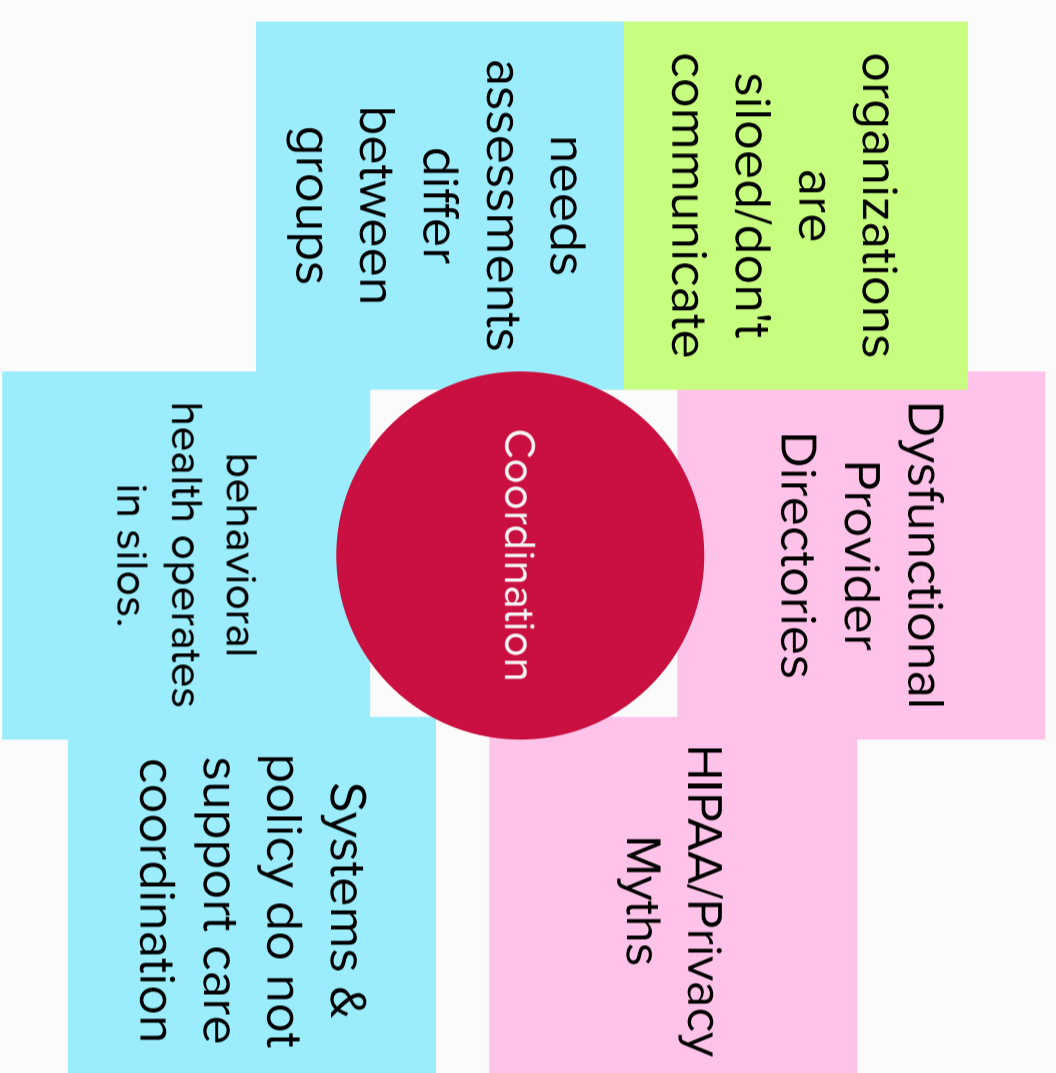 organizations
are
siloed/don't
communicate
Dysfunctional
Provider
Directories
HIPAA/Privacy
Myths
needs
assessments
differ
between
groups
Coordination
behavioral
health operates
in silos.
Systems &
policy do not
support care
coordination